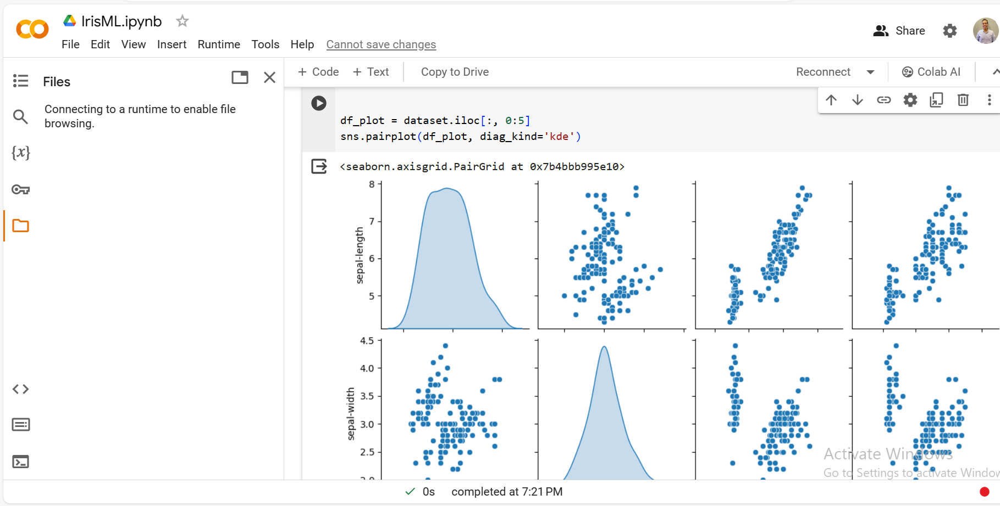 IrisML.ipynb
File Edit View Insert Runtime Tools Help Cannot save changes
Share
Files
+ Code + Text Copy to Drive
Reconnect Colab AI
Connecting to a runtime to enable file
browsing.
{x}
df_plot = dataset.iloc[:, 0:5]
sns.pairplot(df_plot, diag_kind='kde')
<seaborn.axisgrid.PairGrid at 0x7b4bbb995e10>
8
7
6
5
sepal-length
4.5
4.0
3.5
3.0
2.5
2.0
sepal-width
Activate Windows
Go to Settings to activate Window
0s completed at 7:21 PM